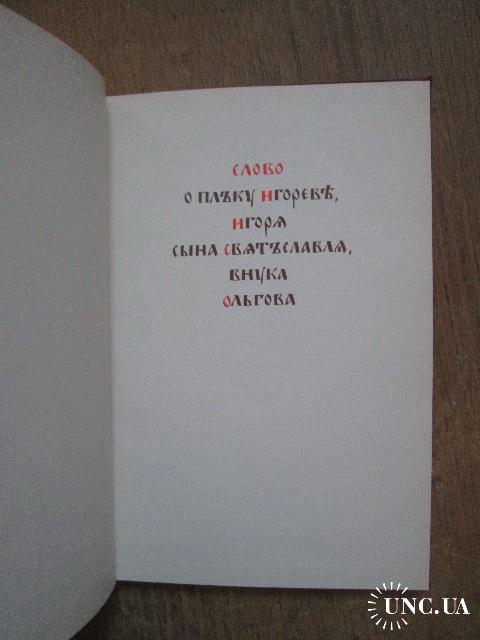 СЛОВО
О ПЛЪКУ ИГОРЕВѢ,
ИГОРЯ
СЫНА СВЯТЪСЛАВЛЯ,
ВНУКА
ОЛЬГОВА
UNC.UA